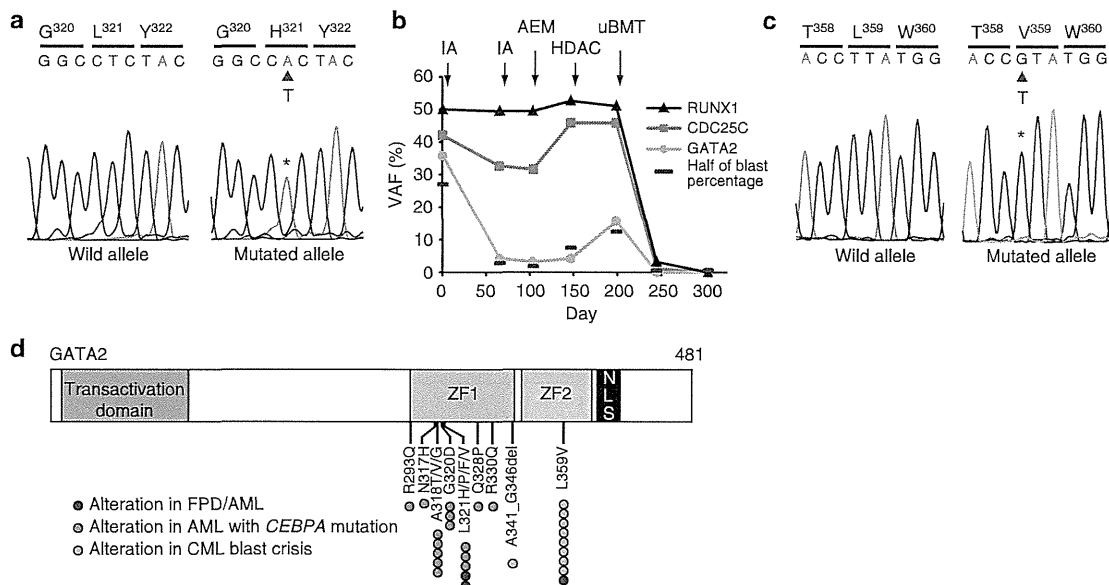 a
G320 L321 Y322
G G C C T C T A C
G320 H321 Y322
G G C C A C T A C
T
*
Wild allele
Mutated allele
b
AEM uBMT
IA IA HDAC
60
50
40
30
20
10
0
VAF (%)
0 50 100 150 200 250 300
Day
RUNX1
CDC25C
GATA2
Half of blast
percentage
c
T358 L359 W360
A C C T T A T G G
T358 V359 W360
A C C G T A T G G
T
*
Wild allele
Mutated allele
d
GATA2
481
Transactivation
domain
ZF1
ZF2
NLS
R293Q
N317H
A318T/V/G
G320D
L321H/P/F/V
Q328P
R330Q
A341_G346del
L359V
Alteration in FPD/AML
Alteration in AML with CEBPA mutation
Alteration in CML blast crisis